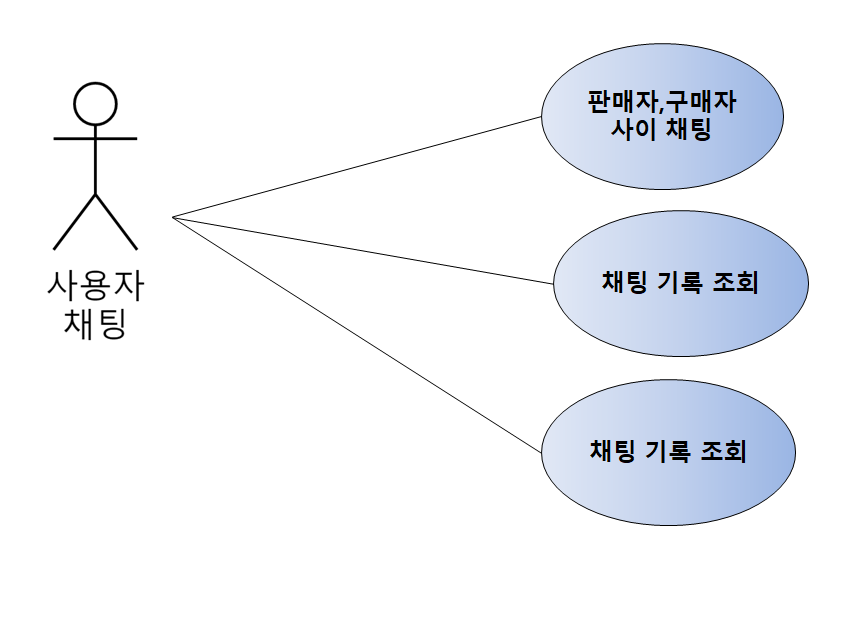 판매자,구매자
사이 채팅
채팅 기록 조회
사용자
채팅
채팅 기록 조회